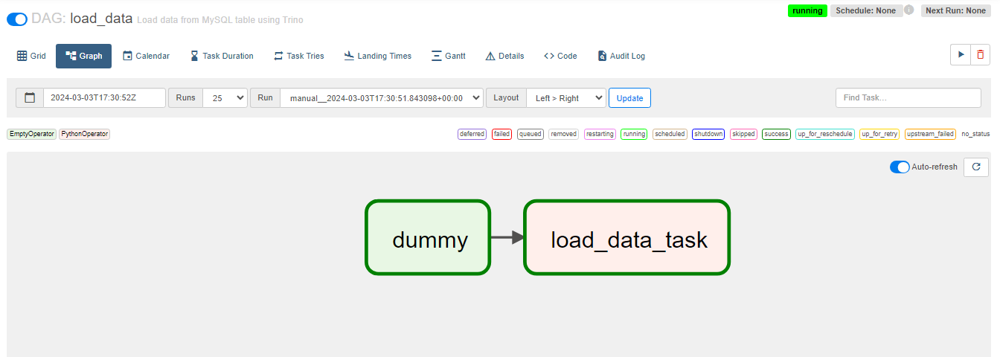 DAG: load_data Load data from MySQL table using Trino
running Schedule: None i Next Run: None
Grid Graph Calendar Task Duration Task Tries Landing Times Gantt Details Code Audit Log
2024-03-03T17:30:52Z Runs 25 Run manual__2024-03-03T17:30:51.843098+00:00 Layout Left > Right Update Find Task...
EmptyOperator PythonOperator deferred failed queued removed restarting running scheduled shutdown skipped success up_for_reschedule up_for_retry upstream_failed no_status
Auto-refresh
dummy load_data_task